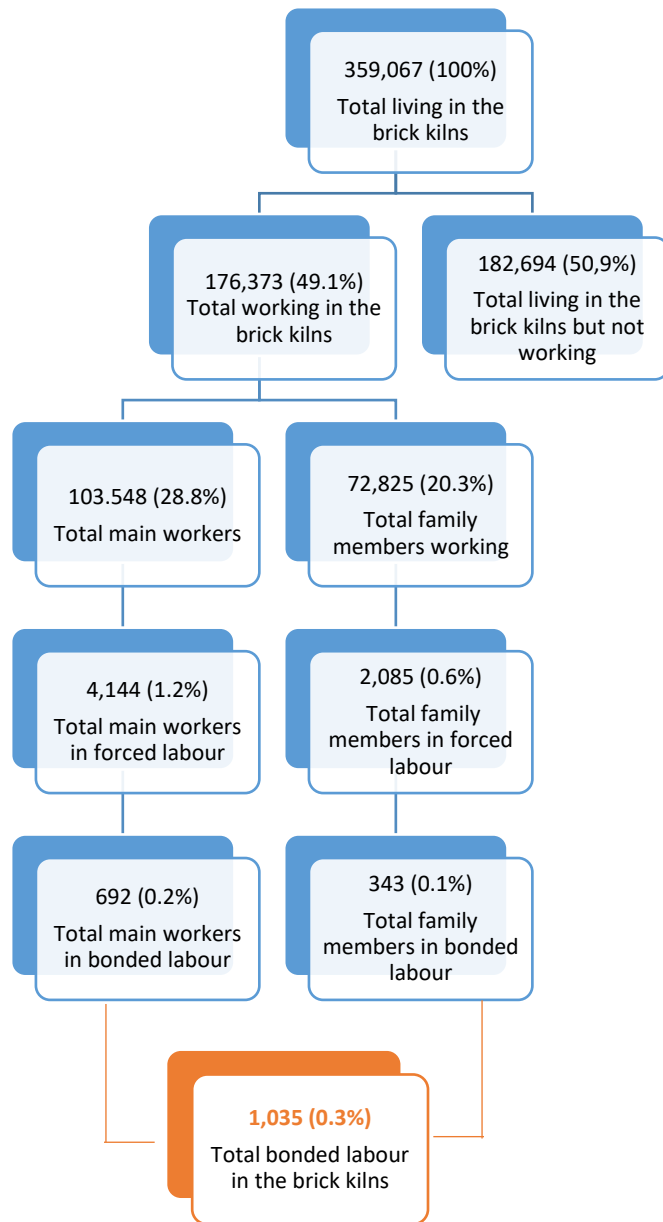 359,067 (100%)
Total living in the
brick kilns
176,373 (49.1%)
Total working in the
brick kilns
182,694 (50,9%)
Total living in the
brick kilns but not
working
103.548 (28.8%)
Total main workers
72,825 (20.3%)
Total family
members working
4,144 (1.2%)
Total main workers
in forced labour
2,085 (0.6%)
Total family
members in forced
labour
692 (0.2%)
Total main workers
in bonded labour
343 (0.1%)
Total family
members in bonded
labour
1,035 (0.3%)
Total bonded labour
in the brick kilns